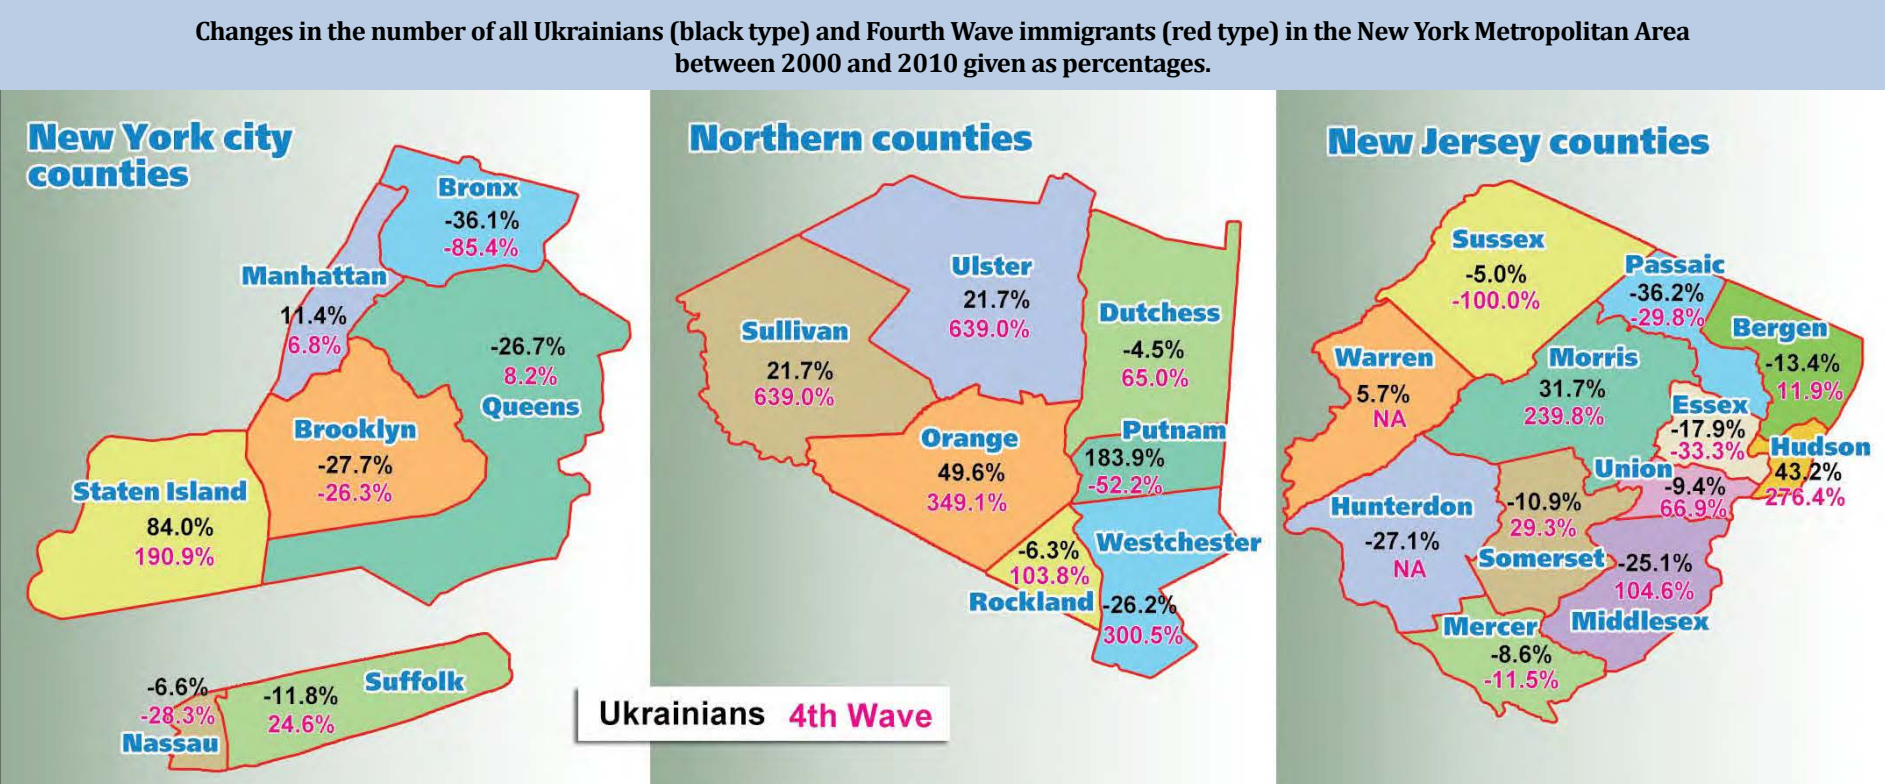 Changes in the number of all Ukrainians (black type) and Fourth Wave immigrants (red type) in the New York Metropolitan Area
between 2000 and 2010 given as percentages.
New York city
counties
Bronx
-36.1%
-85.4%
Manhattan
11.4%
6.8%
-26.7%
8.2%
Queens
Brooklyn
-27.7%
-26.3%
Staten Island
84.0%
190.9%
-6.6%
-28.3%
Nassau
-11.8%
24.6%
Suffolk
Northern counties
Ulster
21.7%
639.0%
Sullivan
21.7%
639.0%
Dutchess
-4.5%
65.0%
Orange
49.6%
349.1%
Putnam
183.9%
-52.2%
-6.3%
103.8%
Rockland
Westchester
-26.2%
300.5%
Ukrainians 4th Wave
New Jersey counties
Sussex
-5.0%
-100.0%
Passaic
-36.2%
-29.8%
Bergen
-13.4%
11.9%
Warren
5.7%
NA
Morris
31.7%
239.8%
Essex
-17.9%
-33.3%
Hudson
43.2%
276.4%
Union
-9.4%
66.9%
Hunterdon
-27.1%
NA
-10.9%
29.3%
Somerset
-25.1%
104.6%
Middlesex
Mercer
-8.6%
-11.5%